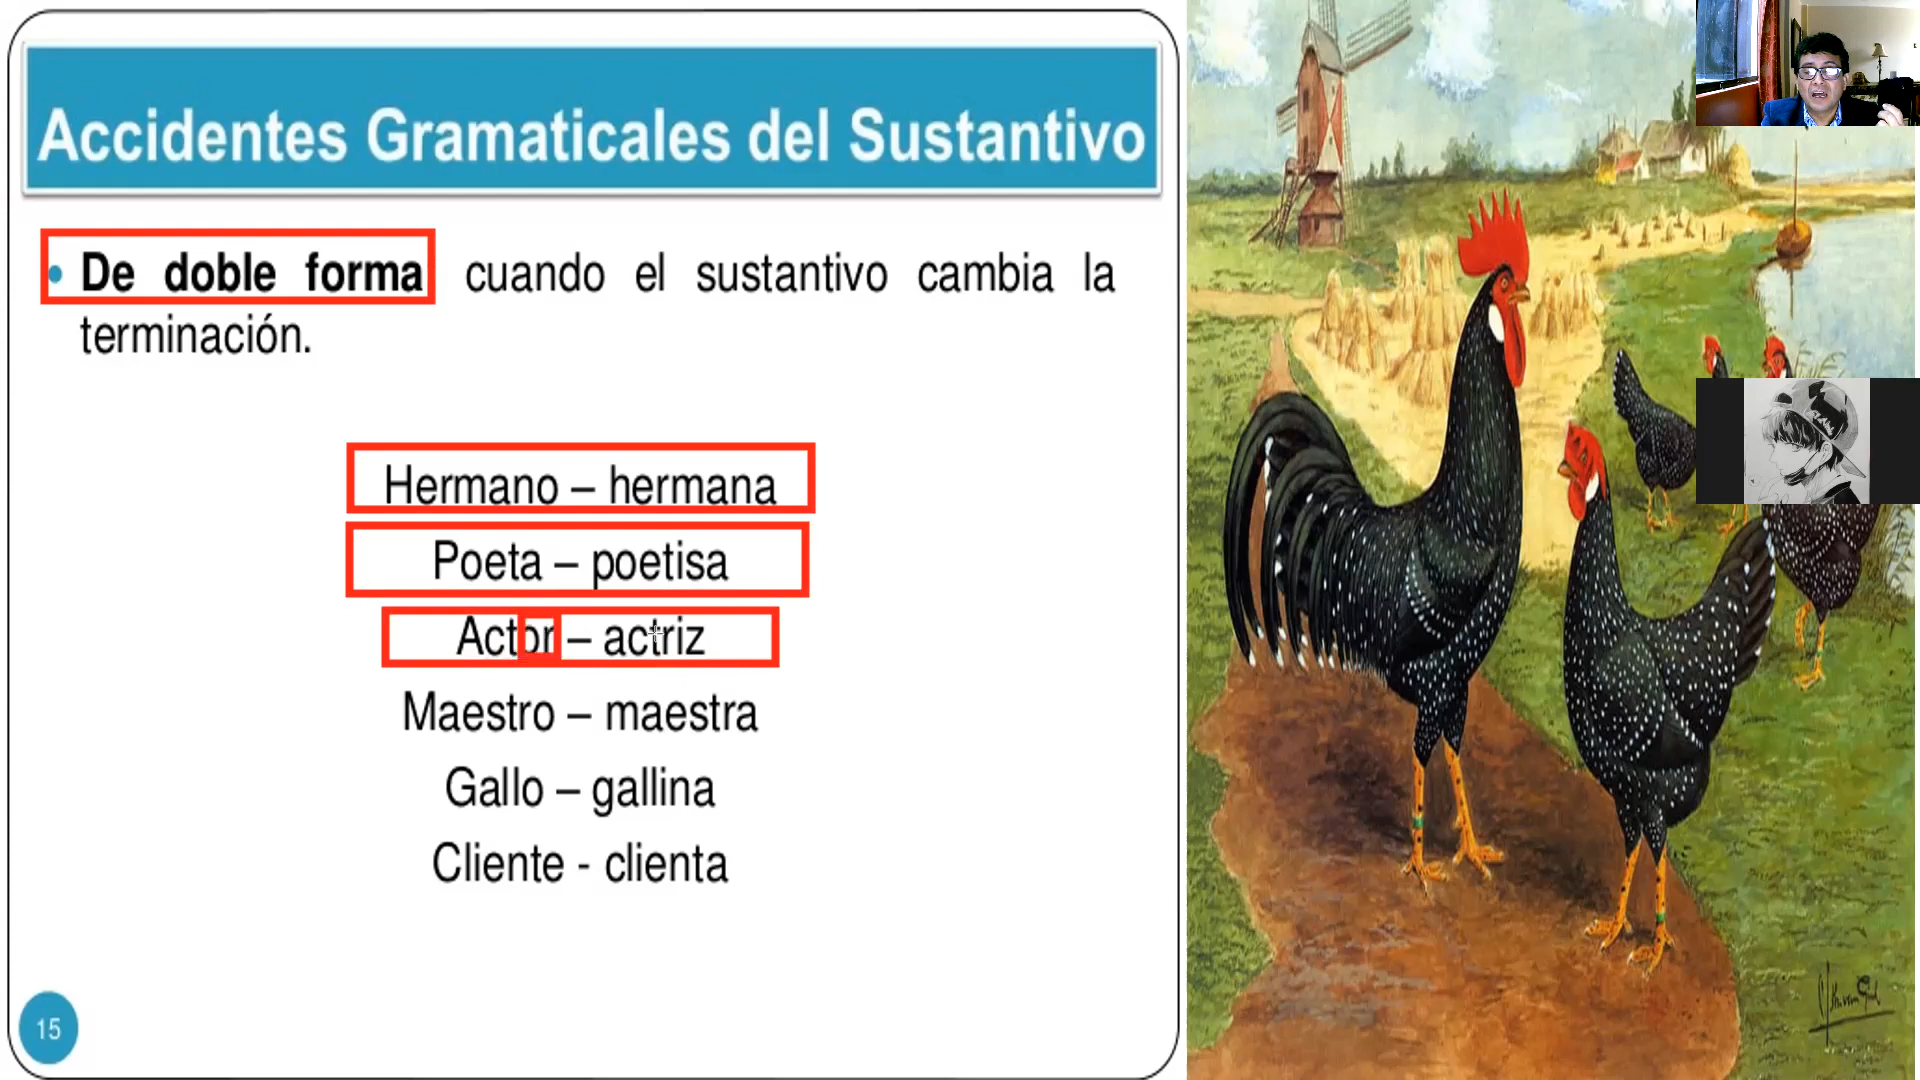 Accidentes Gramaticales del Sustantivo
• De doble forma cuando el sustantivo cambia la
terminación.
Hermano – hermana
Poeta – poetisa
Actor – actriz
Maestro – maestra
Gallo – gallina
Cliente - clienta
15